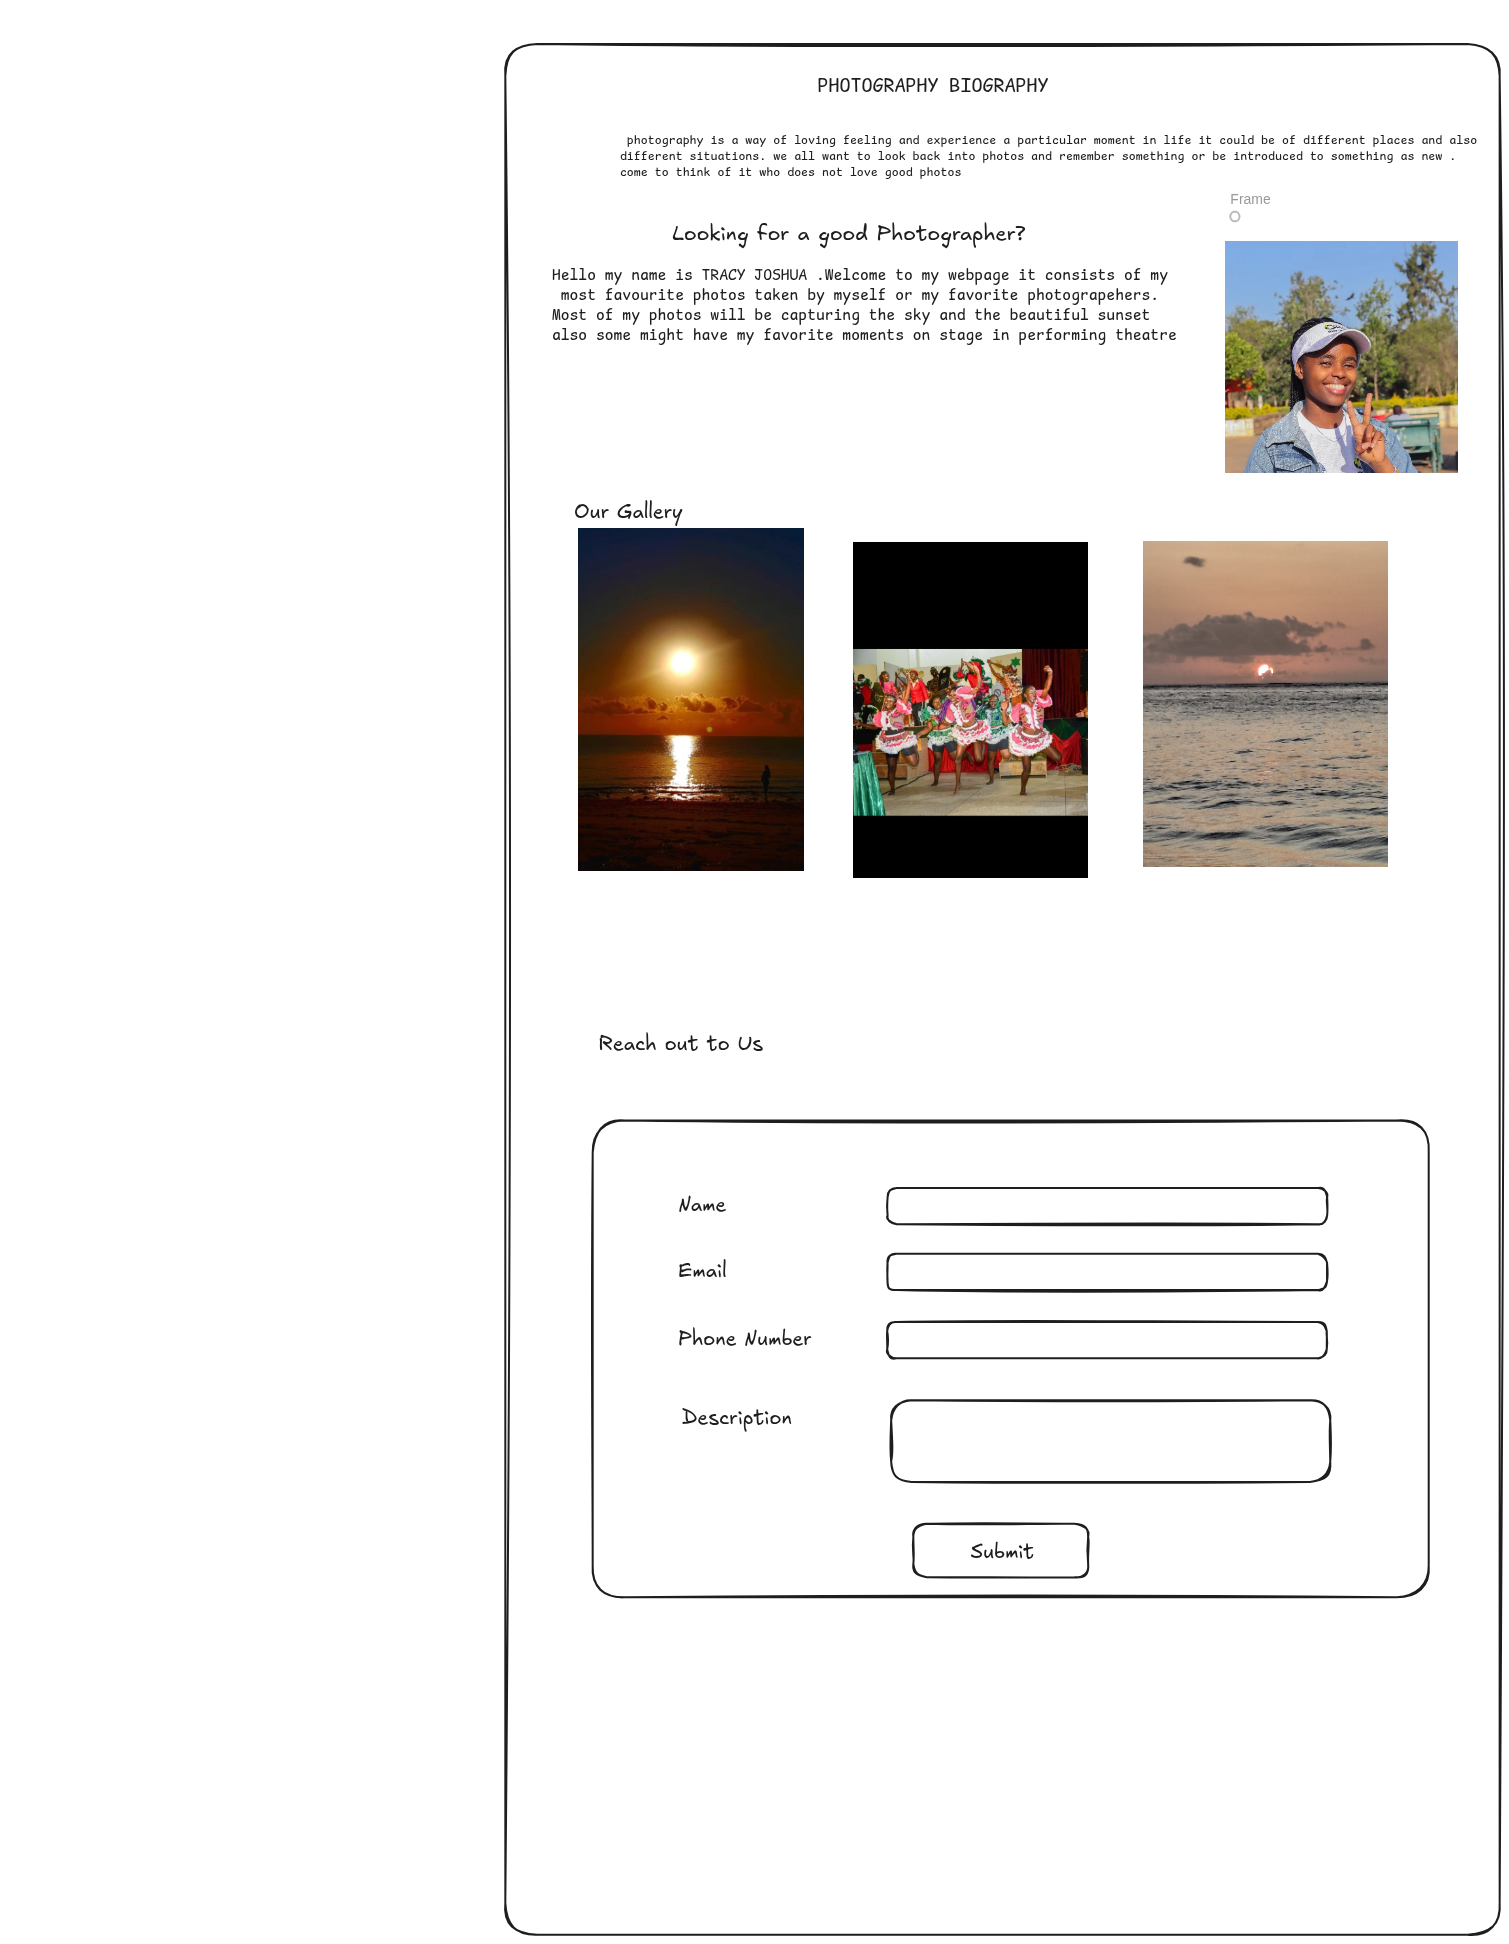 PHOTOGRAPHY BIOGRAPHY
photography is a way of loving feeling and experience a particular moment in life it could be of different places and also
different situations. we all want to look back into photos and remember something or be introduced to something as new .
come to think of it who does not love good photos
Frame
Looking for a good Photographer?
Hello my name is TRACY JOSHUA .Welcome to my webpage it consists of my
most favourite photos taken by myself or my favorite photograpehers.
Most of my photos will be capturing the sky and the beautiful sunset
also some might have my favorite moments on stage in performing theatre
Our Gallery
Reach out to Us
Name
Email
Phone Number
Description
Submit